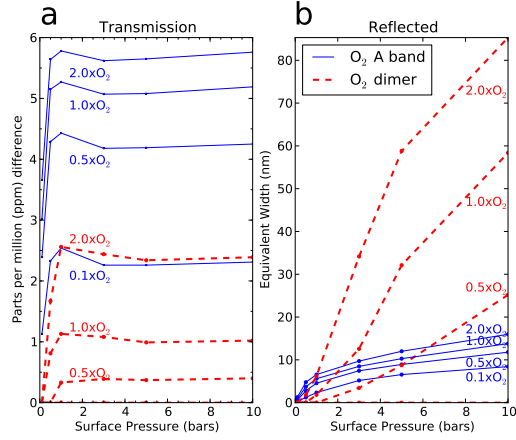 a
Transmission
6
5
4
3
2
1
0
Parts per million (ppm) difference
2.0xO₂
1.0xO₂
0.5xO₂
2.0xO₂
0.1xO₂
1.0xO₂
0.5xO₂
0 2 4 6 8 10
Surface Pressure (bars)
b
Reflected
O₂ A band
O₂ dimer
80
70
60
50
40
30
20
10
0
Equivalent Width (nm)
2.0xO₂
1.0xO₂
0.5xO₂
2.0xO₂
1.0xO₂
0.5xO₂
0.1xO₂
0 2 4 6 8 10
Surface Pressure (bars)